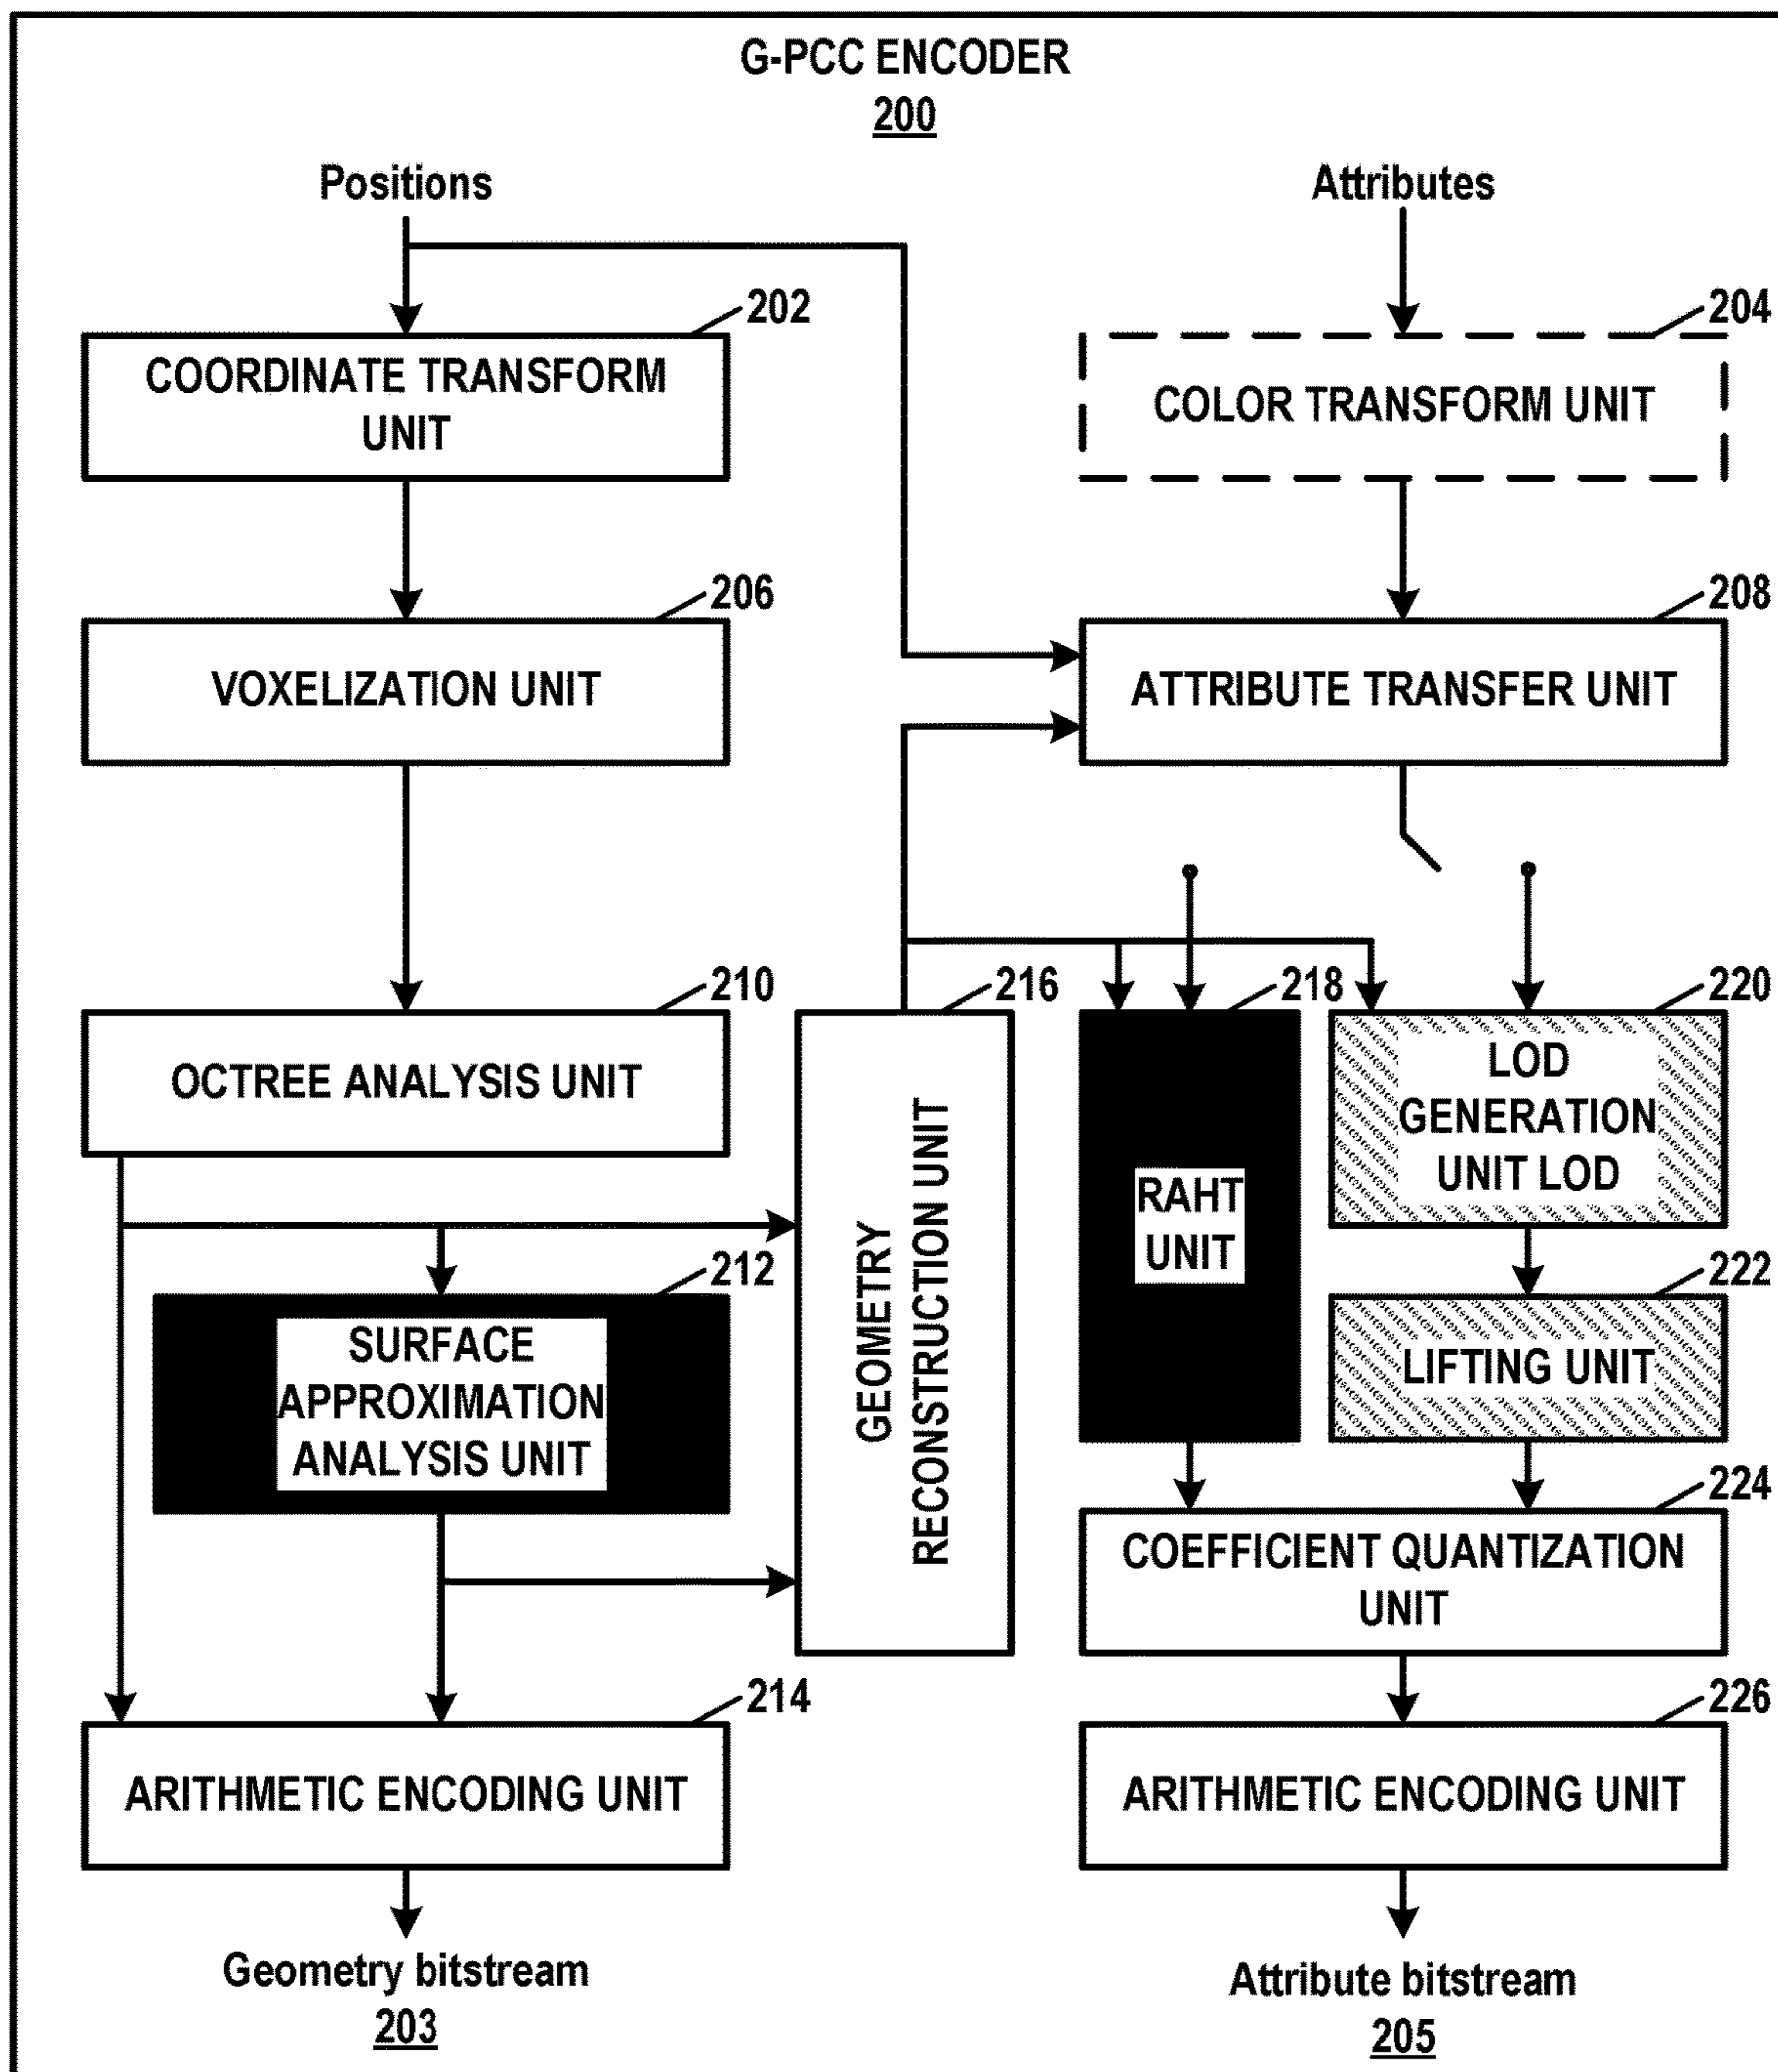 G-PCC ENCODER
200
Positions
Attributes
202
204
COORDINATE TRANSFORM
UNIT
COLOR TRANSFORM UNIT
206
208
VOXELIZATION UNIT
ATTRIBUTE TRANSFER UNIT
210
216
218
220
OCTREE ANALYSIS UNIT
GEOMETRY
RECONSTRUCTION UNIT
RAHT
UNIT
LOD
GENERATION
UNIT LOD
212
222
SURFACE
APPROXIMATION
ANALYSIS UNIT
LIFTING UNIT
224
COEFFICIENT QUANTIZATION
UNIT
214
226
ARITHMETIC ENCODING UNIT
ARITHMETIC ENCODING UNIT
Geometry bitstream
203
Attribute bitstream
205